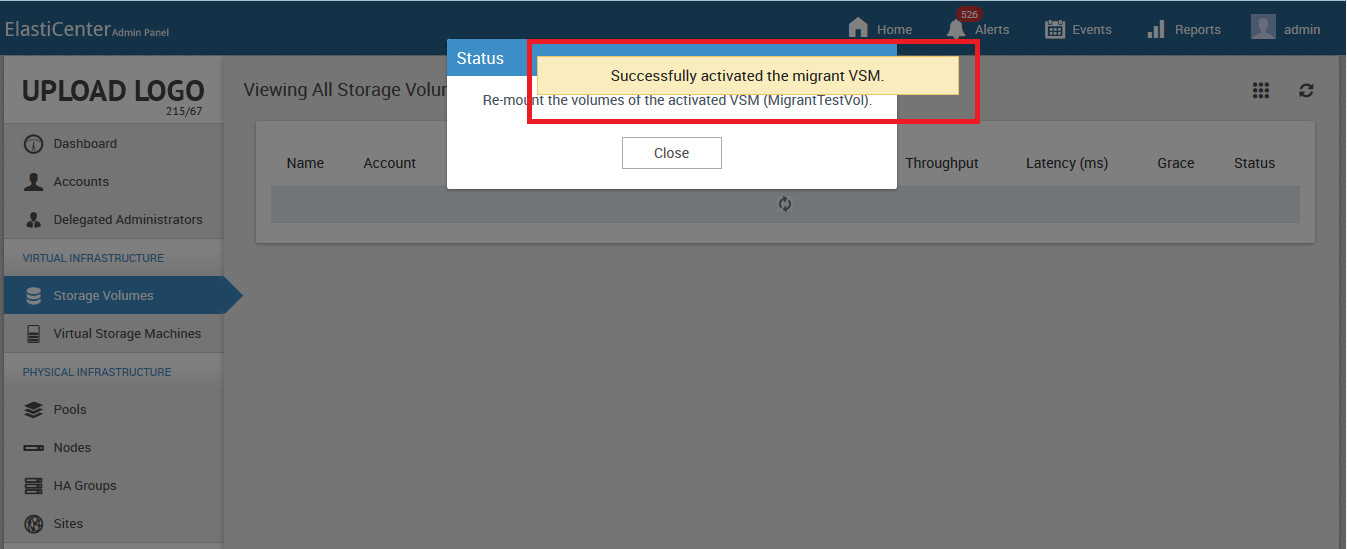 ElastiCenter Admin Panel
526
Home
Alerts
Events
Reports
admin
Status
Successfully activated the migrant VSM.
Re-mount the volumes of the activated VSM (MigrantTestVol).
Close
UPLOAD LOGO
215/67
Dashboard
Accounts
Delegated Administrators
VIRTUAL INFRASTRUCTURE
Storage Volumes
Virtual Storage Machines
PHYSICAL INFRASTRUCTURE
Pools
Nodes
HA Groups
Sites
Viewing All Storage Volu
Name Account Throughput Latency (ms) Grace Status